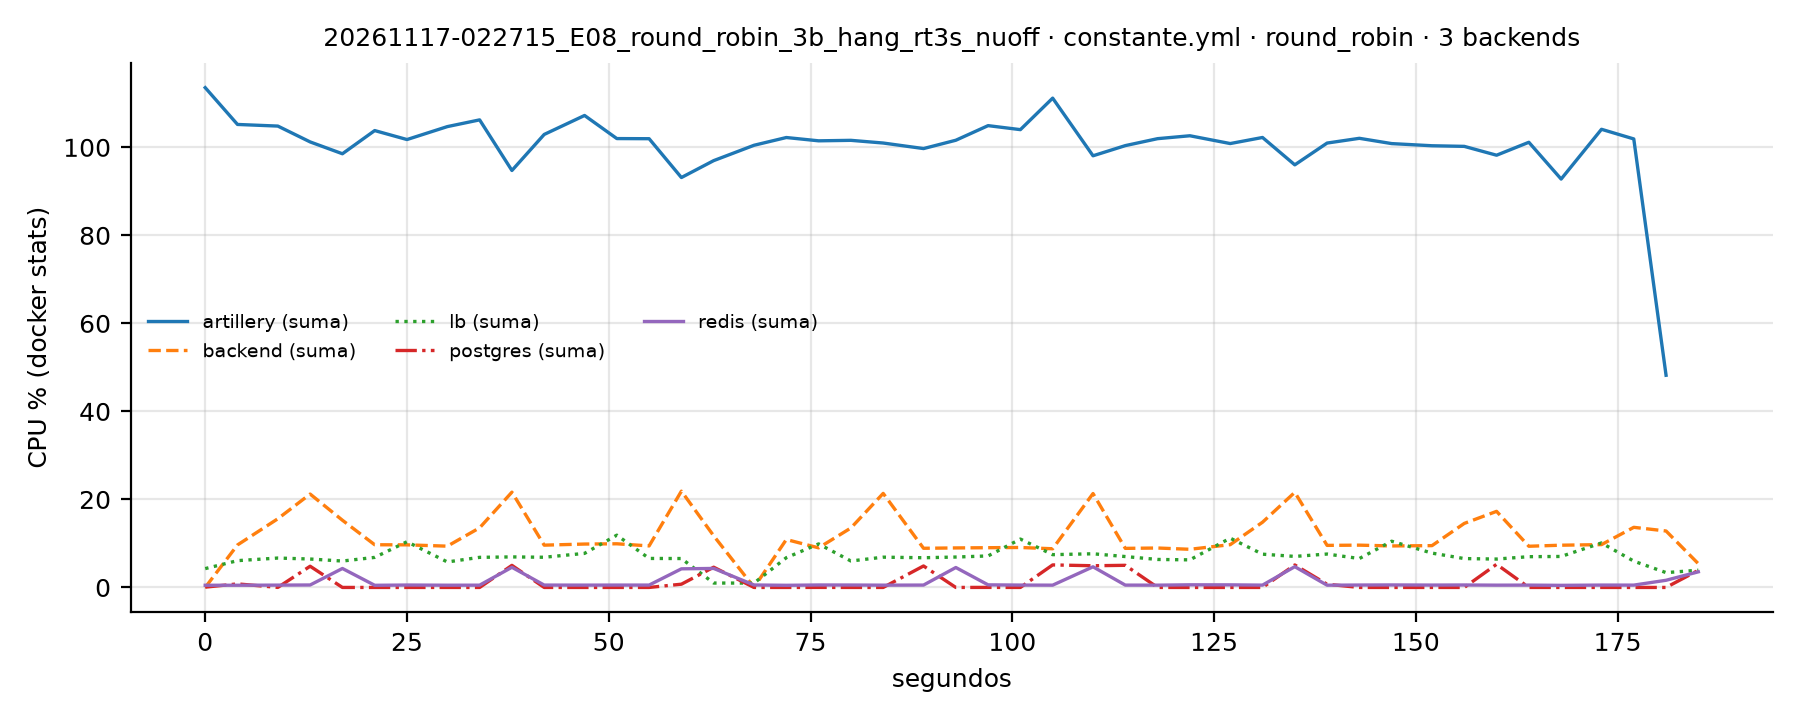 20261117-022715_E08_round_robin_3b_hang_rt3s_nuoff · constante.yml · round_robin · 3 backends
CPU % (docker stats)
100
80
60
40
20
0
artillery (suma)
backend (suma)
lb (suma)
postgres (suma)
redis (suma)
0 25 50 75 100 125 150 175
segundos